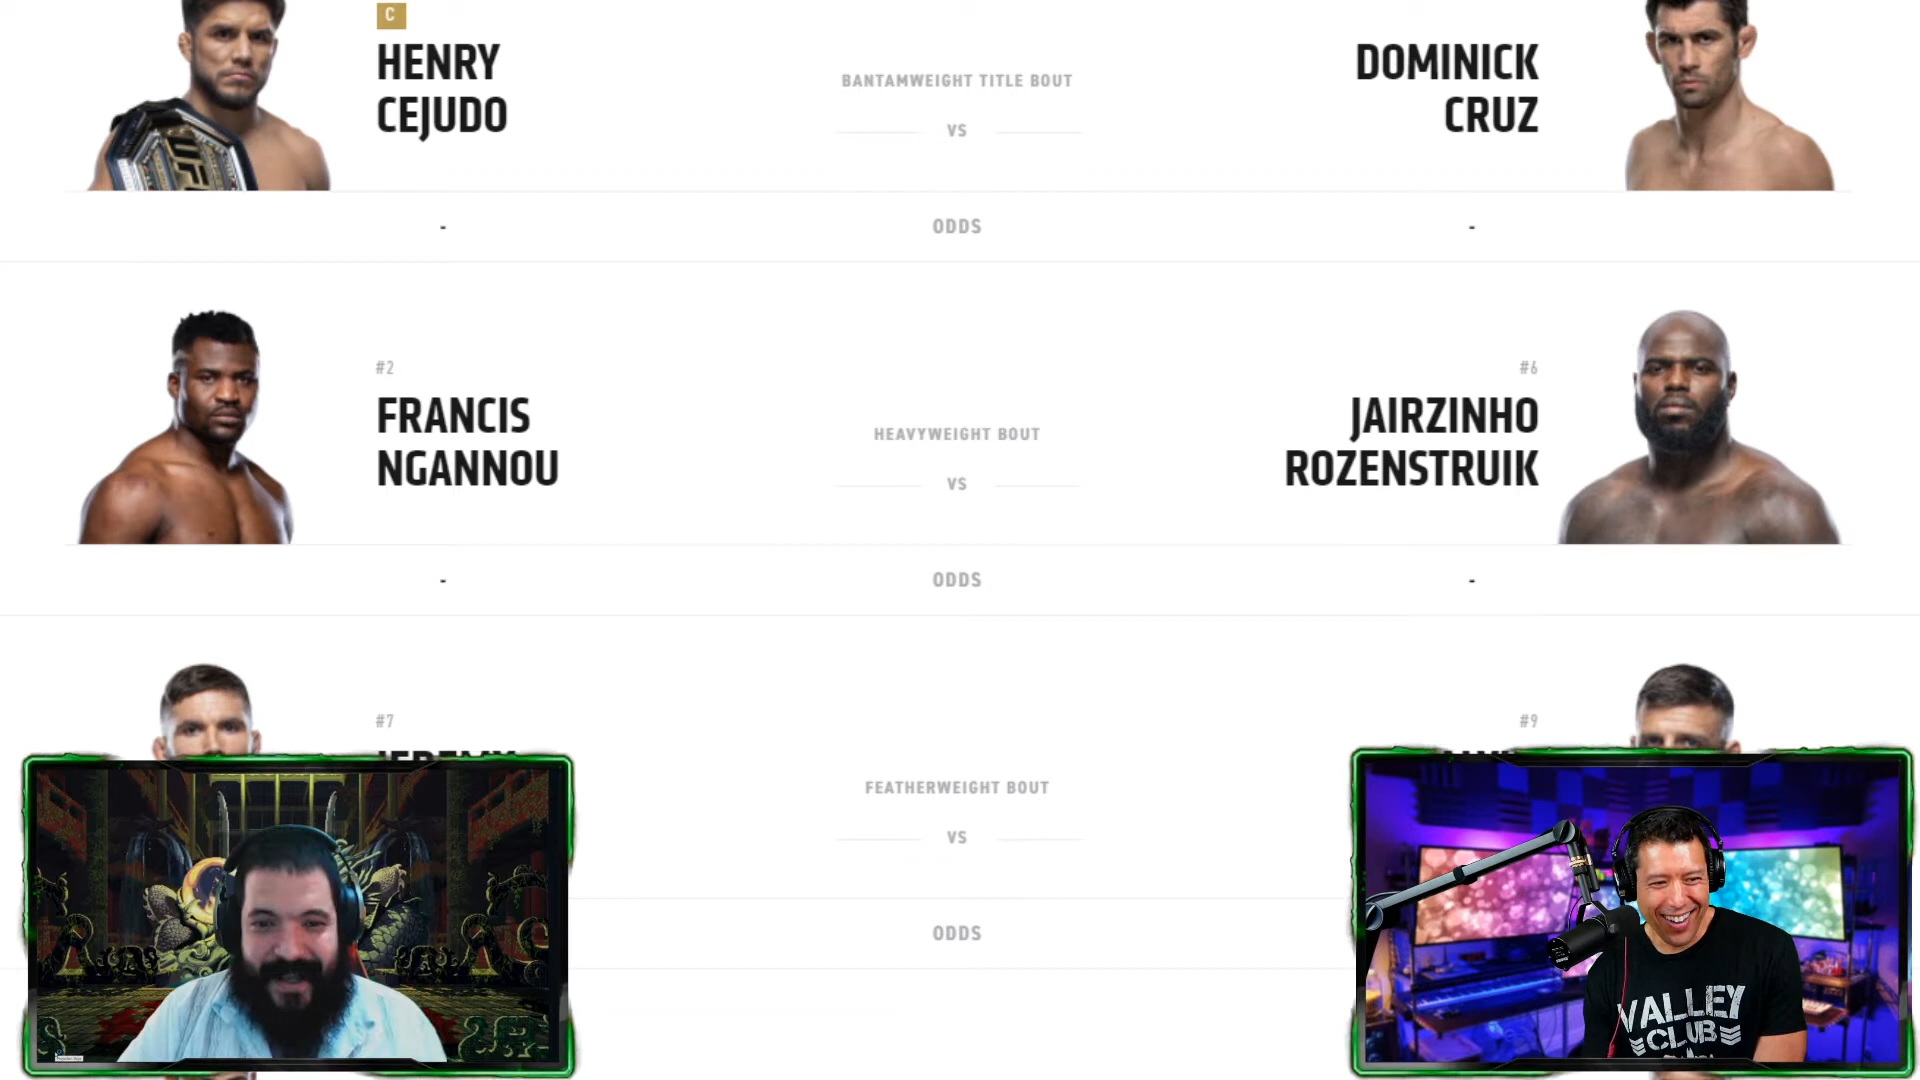 C
HENRY
CEJUDO
BANTAMWEIGHT TITLE BOUT
VS
DOMINICK
CRUZ
-
ODDS
-
#2
FRANCIS
NGANNOU
HEAVYWEIGHT BOUT
VS
#6
JAIRZINHO
ROZENSTRUIK
-
ODDS
-
#7
JEREMY
FEATHERWEIGHT BOUT
VS
#9
ODDS
VALLEY
CLUB